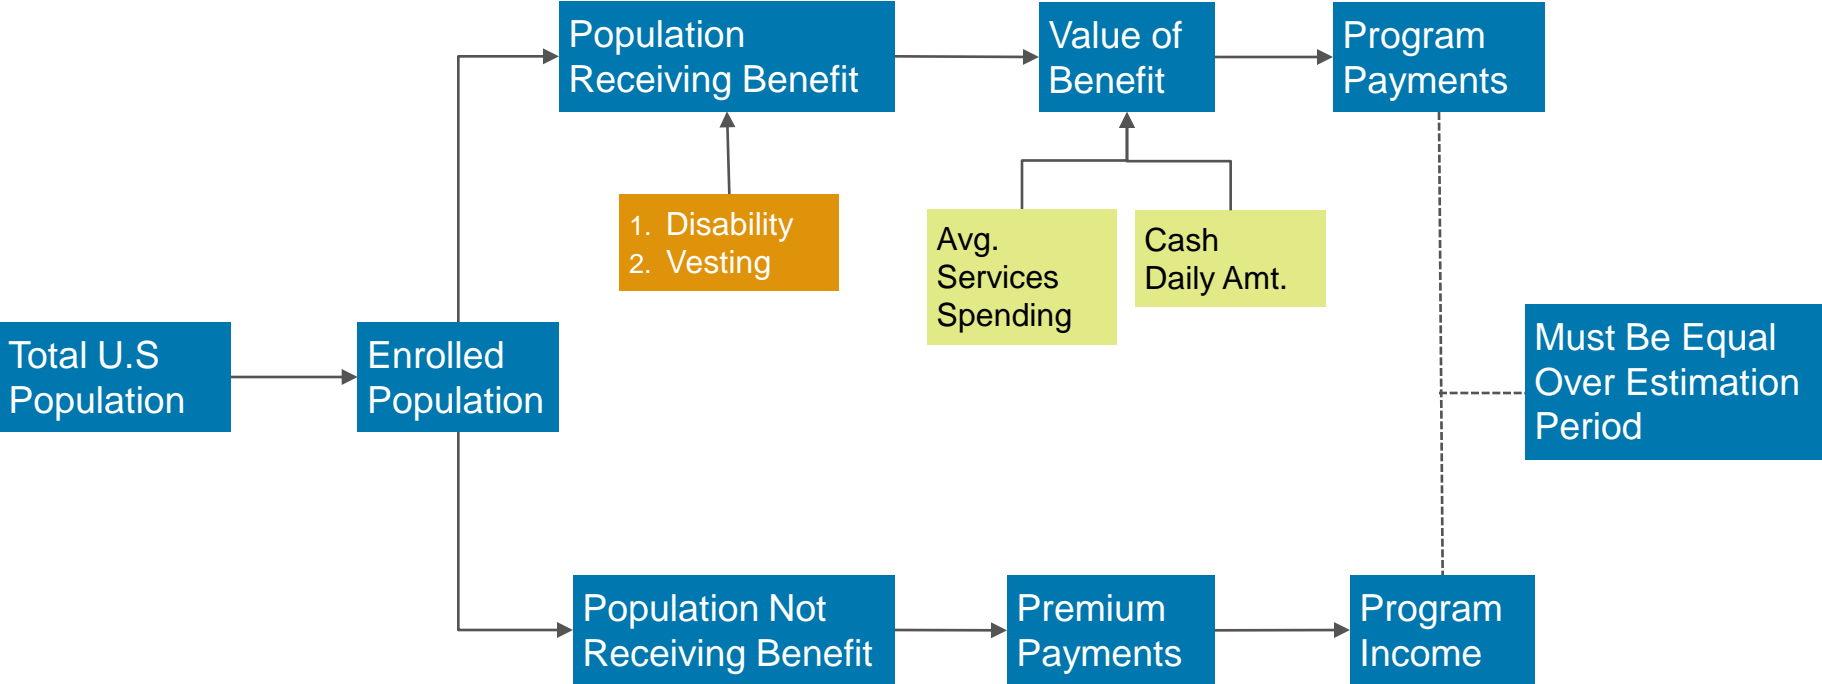 Population
Receiving Benefit
Value of
Benefit
Program
Payments
1. Disability
2. Vesting
Avg.
Services
Spending
Cash
Daily Amt.
Total U.S
Population
Enrolled
Population
Must Be Equal
Over Estimation
Period
Population Not
Receiving Benefit
Premium
Payments
Program
Income